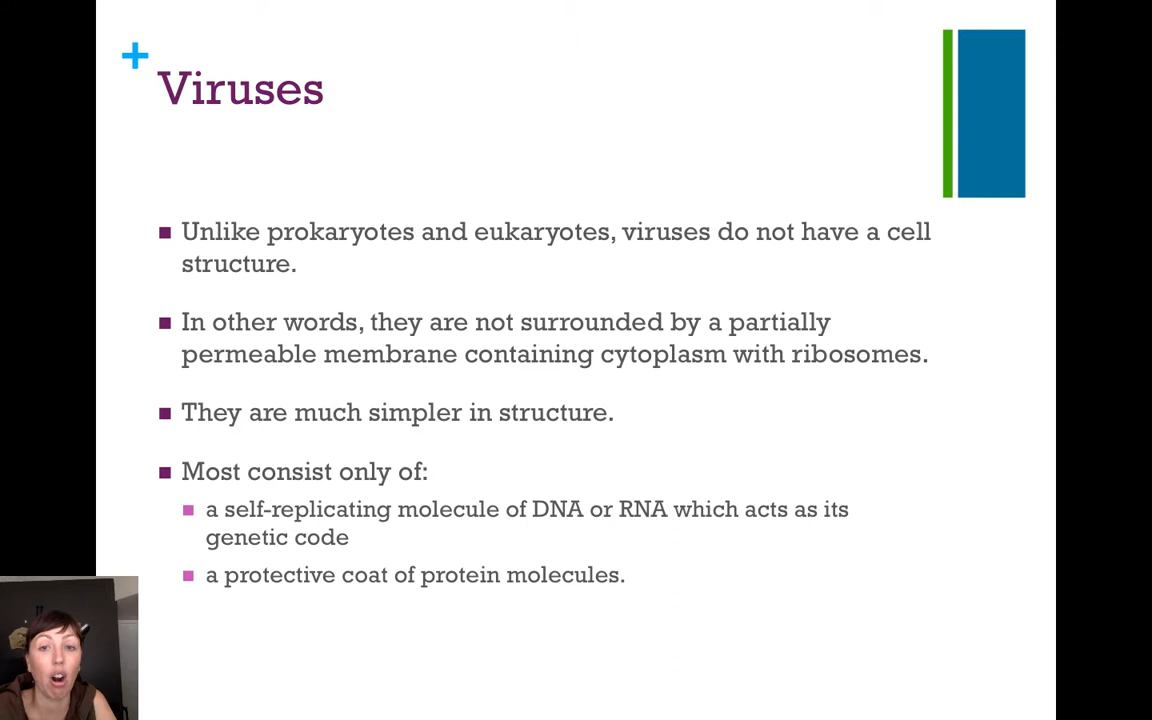 +
Viruses
Unlike prokaryotes and eukaryotes, viruses do not have a cell
structure.
In other words, they are not surrounded by a partially
permeable membrane containing cytoplasm with ribosomes.
They are much simpler in structure.
Most consist only of:
a self-replicating molecule of DNA or RNA which acts as its
genetic code
a protective coat of protein molecules.